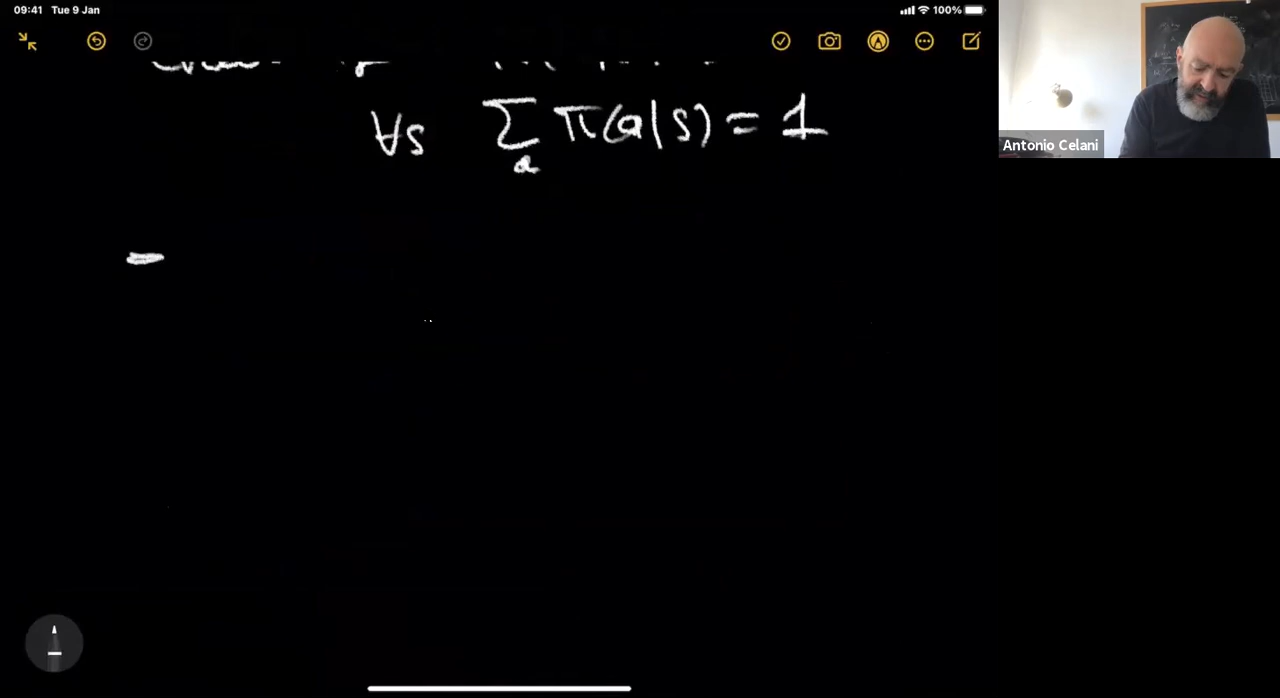 09:41 Tue 9 Jan
100%
∀s ∑ₐ π(a|s) = 1
Antonio Celani